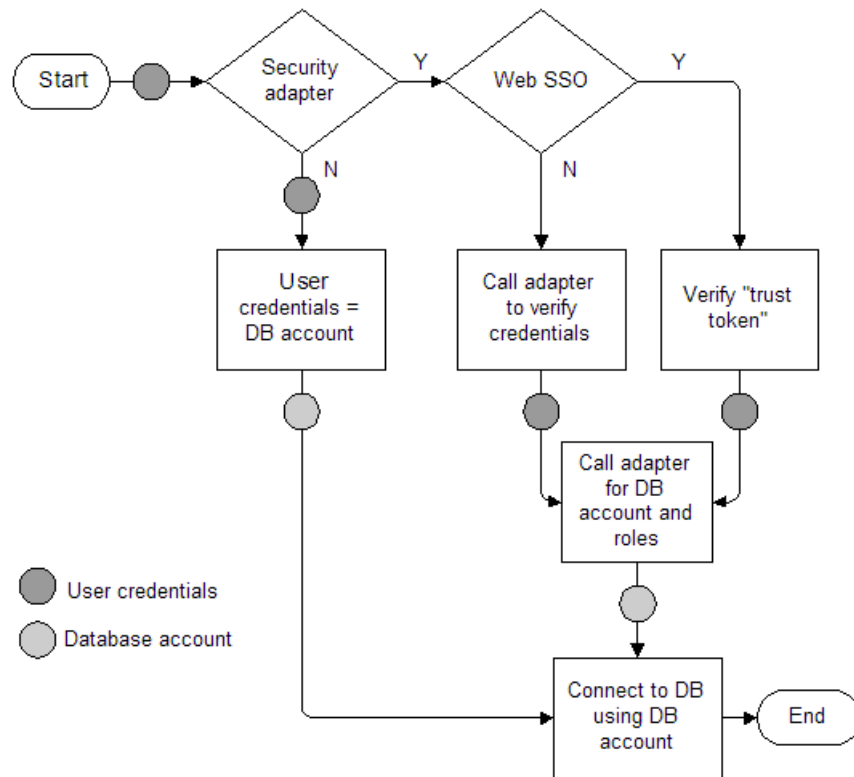 Start
Security
adapter
Y
Web SSO
Y
N
N
User
credentials =
DB account
Call adapter
to verify
credentials
Verify "trust
token"
Call adapter
for DB
account and
roles
User credentials
Database account
Connect to DB
using DB
account
End